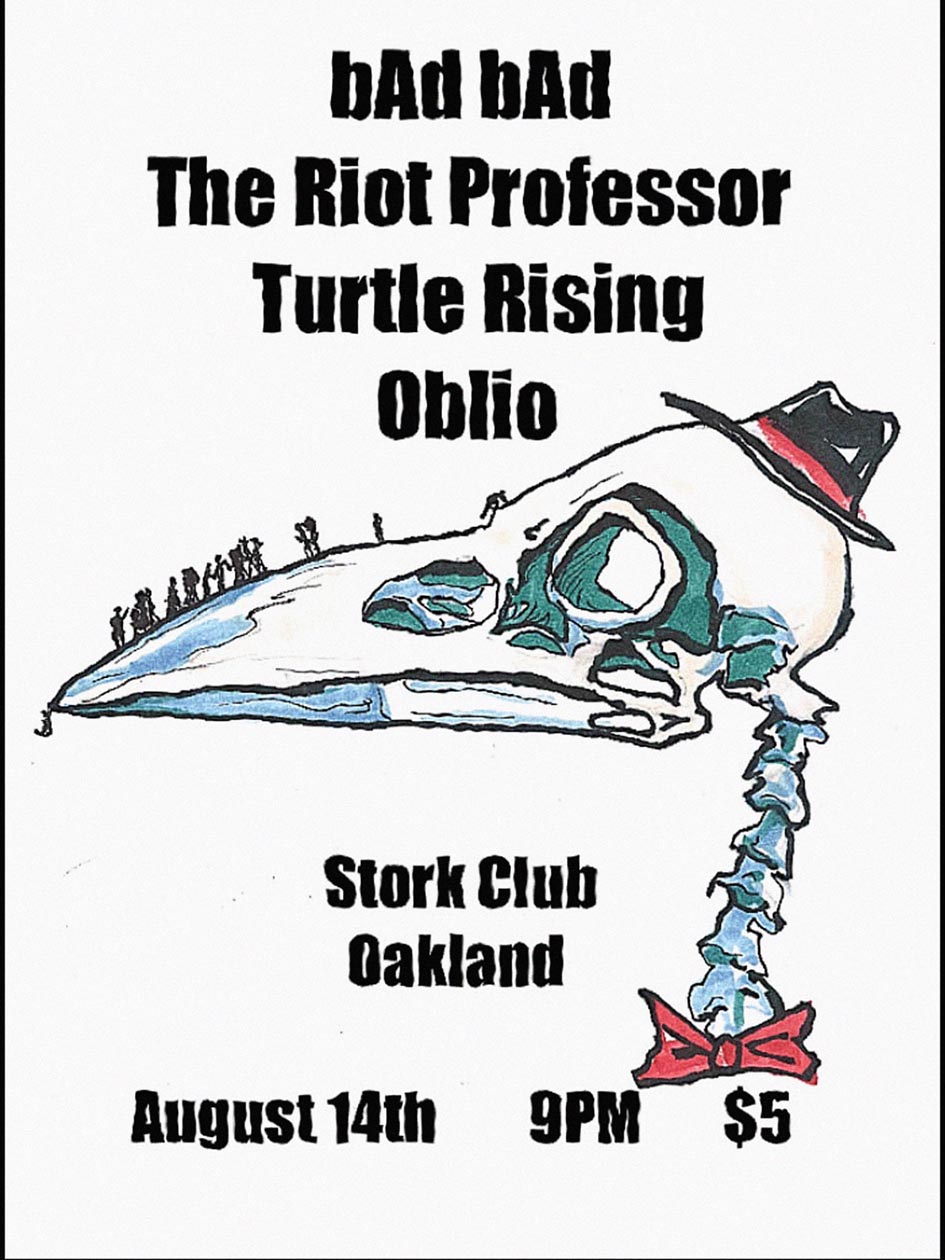 bAd bAd
The Riot Professor
Turtle Rising
Oblio
Stork Club
Oakland
August 14th 9PM $5